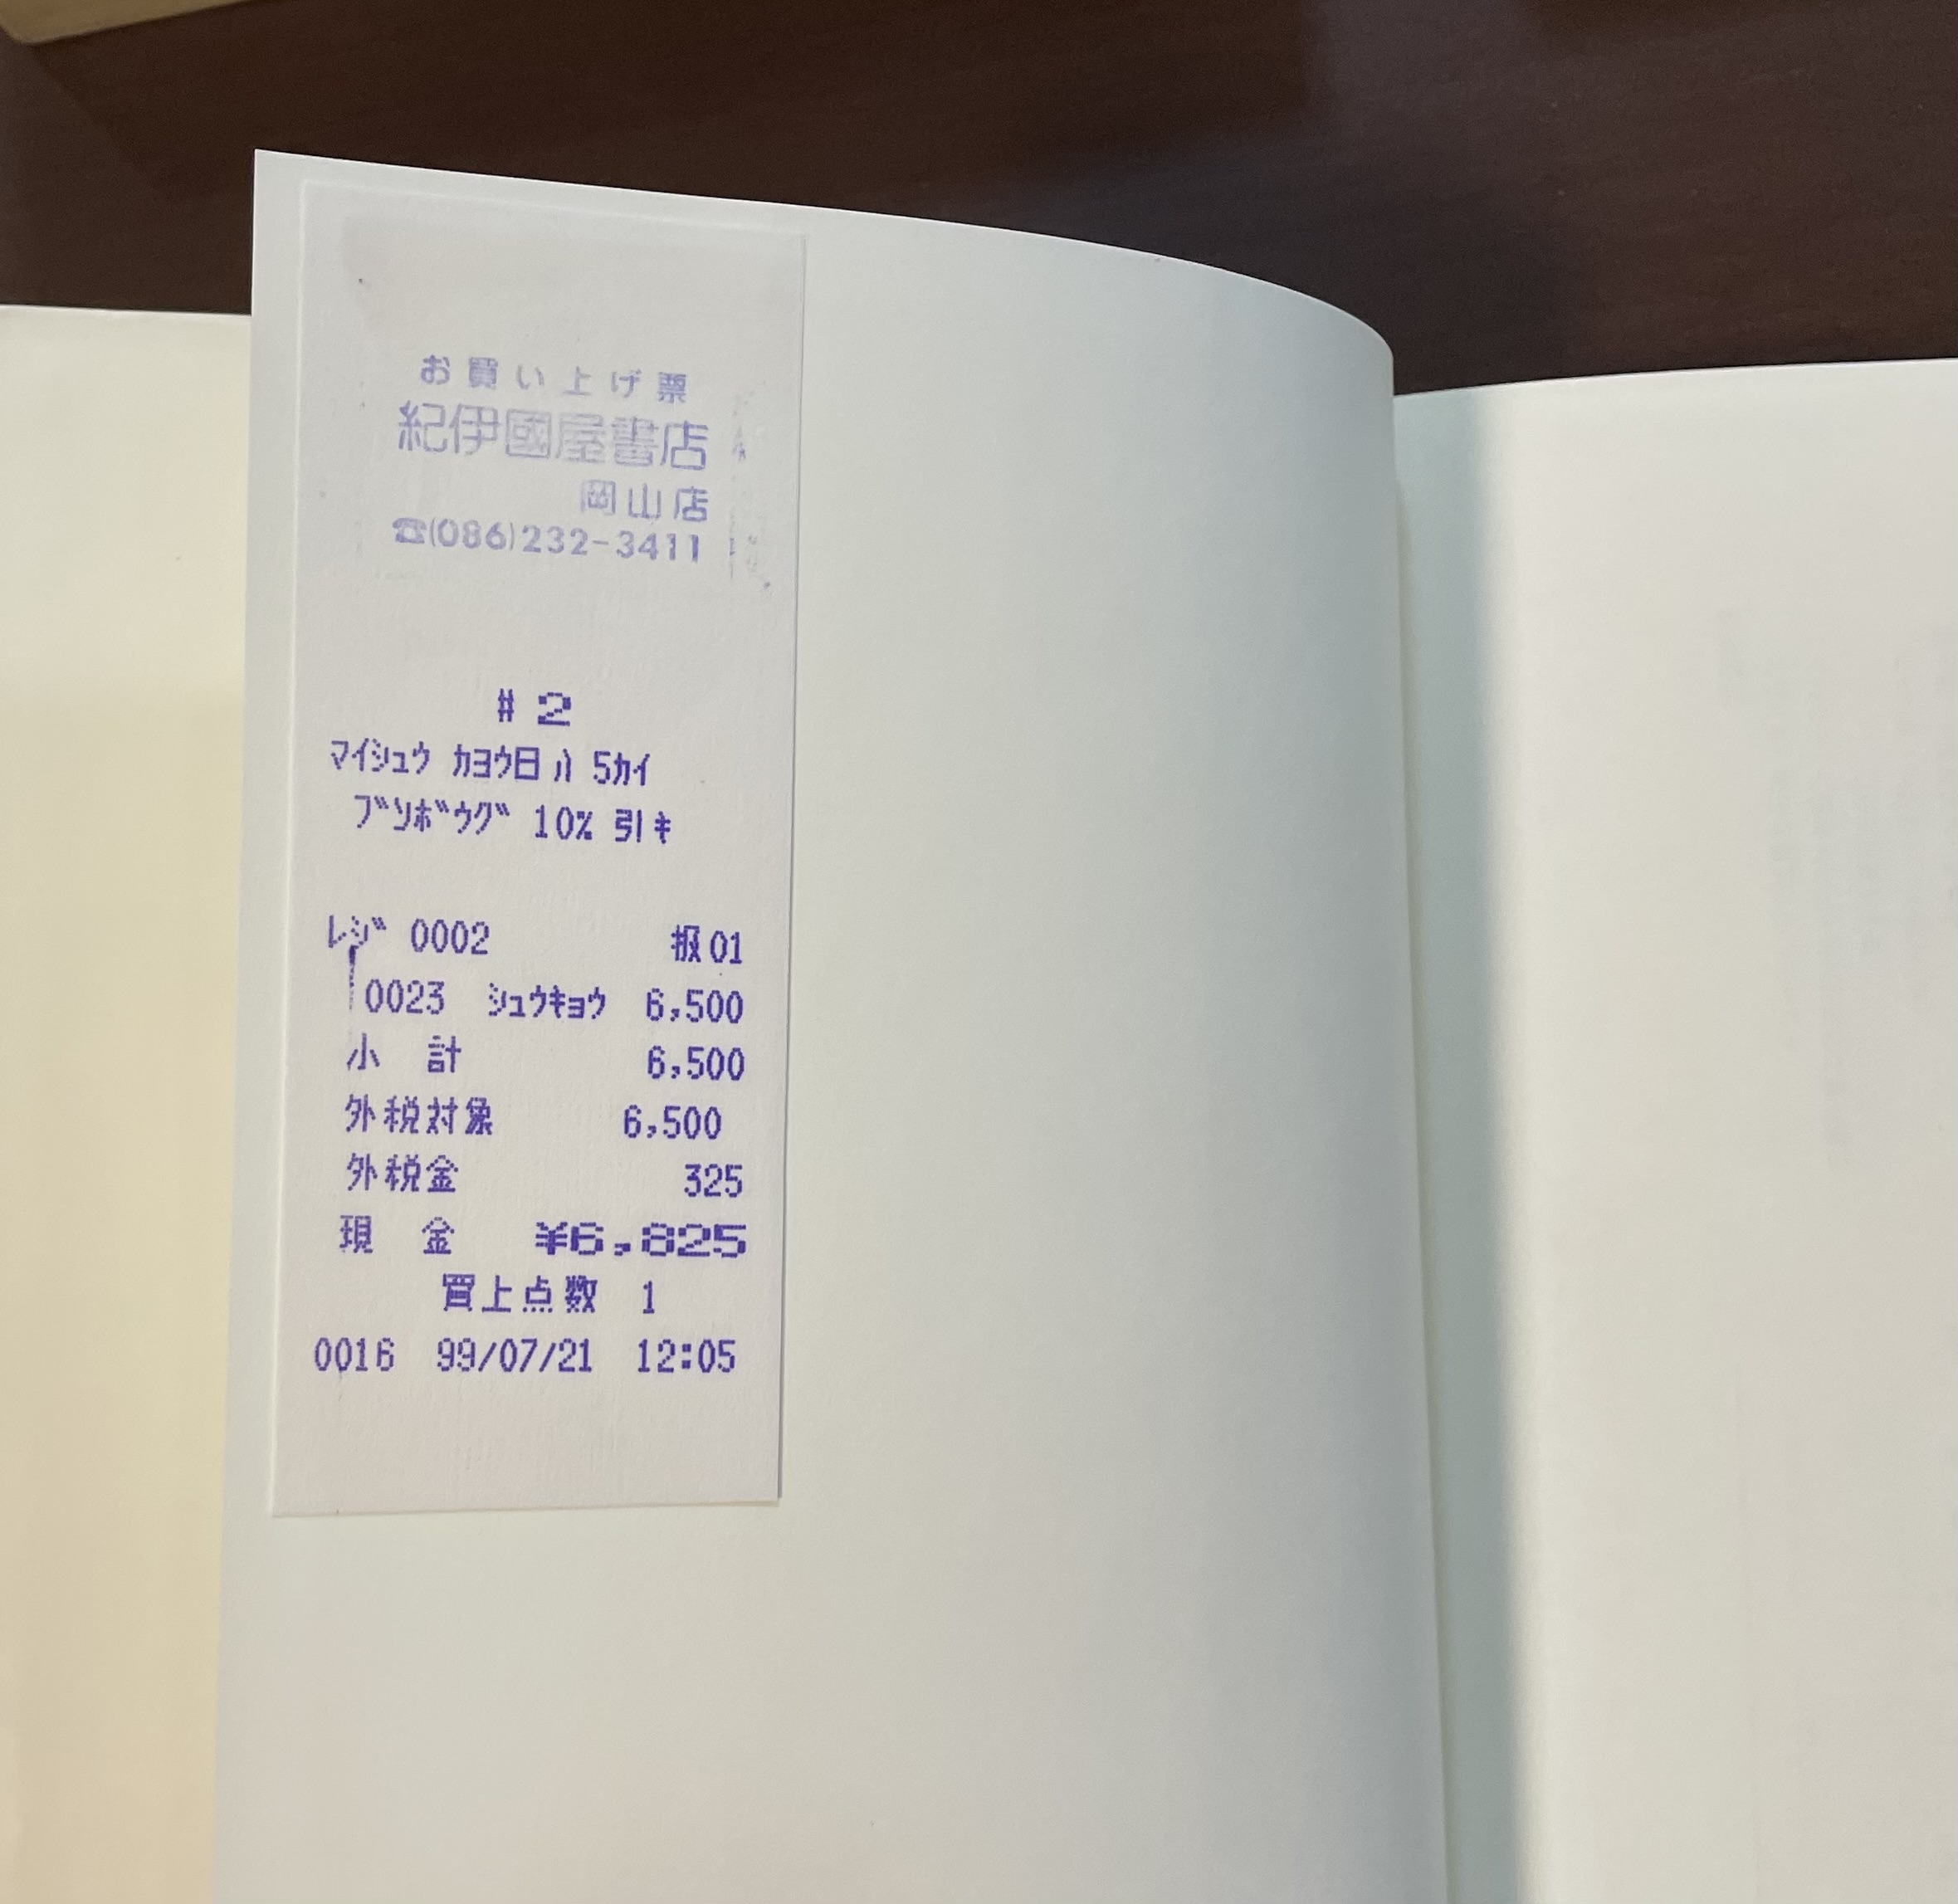 お買い上げ票
紀伊國屋書店
岡山店
☎(086)232-3411
# 2
マイシュウ カヨウ日ハ 5カイ
ブンボウグ 10% 引キ
レジ 0002 扱01
0023 シュウキョウ 6,500
小 計 6,500
外税対象 6,500
外税金 325
現 金 ¥6,825
買上点数 1
0016 99/07/21 12:05